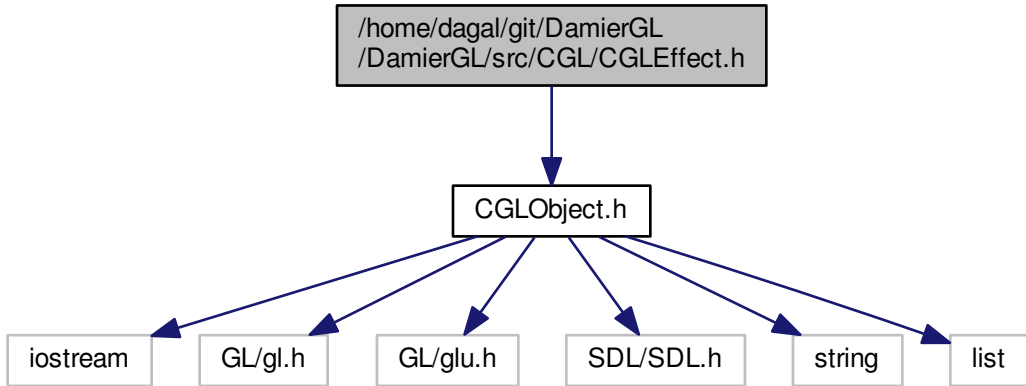 /home/dagal/git/DamierGL
/DamierGL/src/CGL/CGLEffect.h
CGLObject.h
iostream
GL/gl.h
GL/glu.h
SDL/SDL.h
string
list